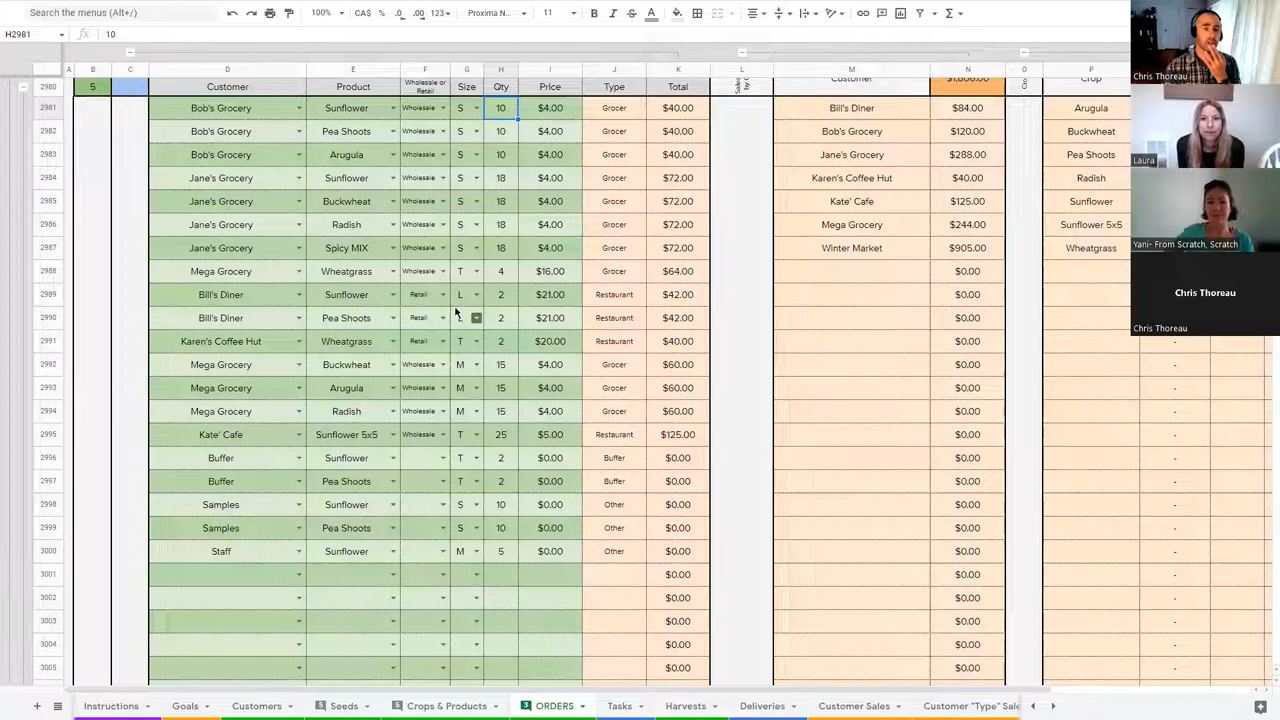 Search the menus (Alt+/) 100% CA$ % .0 .00 123 Proxima N... 11 B I S A Σ
H2981 fx 10
A B C D E F G H I J K L M N O P
2980 5 Customer Product Wholesale or Retail Size Qty Price Type Total Customer $1,806.00 Crop
2981 Bob's Grocery Sunflower Wholesale S 10 $4.00 Grocer $40.00 Bill's Diner $84.00 Arugula
2982 Bob's Grocery Pea Shoots Wholesale S 10 $4.00 Grocer $40.00 Bob's Grocery $120.00 Buckwheat
2983 Bob's Grocery Arugula Wholesale S 10 $4.00 Grocer $40.00 Jane's Grocery $288.00 Pea Shoots
2984 Jane's Grocery Sunflower Wholesale S 18 $4.00 Grocer $72.00 Karen's Coffee Hut $40.00 Radish
2985 Jane's Grocery Buckwheat Wholesale S 18 $4.00 Grocer $72.00 Kate' Cafe $125.00 Sunflower
2986 Jane's Grocery Radish Wholesale S 18 $4.00 Grocer $72.00 Mega Grocery $244.00 Sunflower 5x5
2987 Jane's Grocery Spicy MIX Wholesale S 18 $4.00 Grocer $72.00 Winter Market $905.00 Wheatgrass
2988 Mega Grocery Wheatgrass Wholesale T 4 $16.00 Grocer $64.00 $0.00 -
2989 Bill's Diner Sunflower Retail L 2 $21.00 Restaurant $42.00 $0.00 -
2990 Bill's Diner Pea Shoots Retail 2 $21.00 Restaurant $42.00 $0.00 -
2991 Karen's Coffee Hut Wheatgrass Retail T 2 $20.00 Restaurant $40.00 $0.00 -
2992 Mega Grocery Buckwheat Wholesale M 15 $4.00 Grocer $60.00 $0.00 -
2993 Mega Grocery Arugula Wholesale M 15 $4.00 Grocer $60.00 $0.00 -
2994 Mega Grocery Radish Wholesale M 15 $4.00 Grocer $60.00 $0.00 -
2995 Kate' Cafe Sunflower 5x5 Wholesale T 25 $5.00 Restaurant $125.00 $0.00 -
2996 Buffer Sunflower T 2 $0.00 Buffer $0.00 $0.00 -
2997 Buffer Pea Shoots T 2 $0.00 Buffer $0.00 $0.00 -
2998 Samples Sunflower S 10 $0.00 Other $0.00 $0.00 -
2999 Samples Pea Shoots S 10 $0.00 Other $0.00 $0.00 -
3000 Staff Sunflower M 5 $0.00 Other $0.00 $0.00 -
3001 $0.00 $0.00 -
3002 $0.00 $0.00 -
3003 $0.00 $0.00 -
3004 $0.00 $0.00 -
3005 $0.00 $0.00 -
Chris Thoreau
Laura
Yani- From Scratch, Scratch
Chris Thoreau
Chris Thoreau
Instructions Goals Customers 5 Seeds 5 Crops & Products 3 ORDERS Tasks Harvests Deliveries Customer Sales Customer "Type" Sale